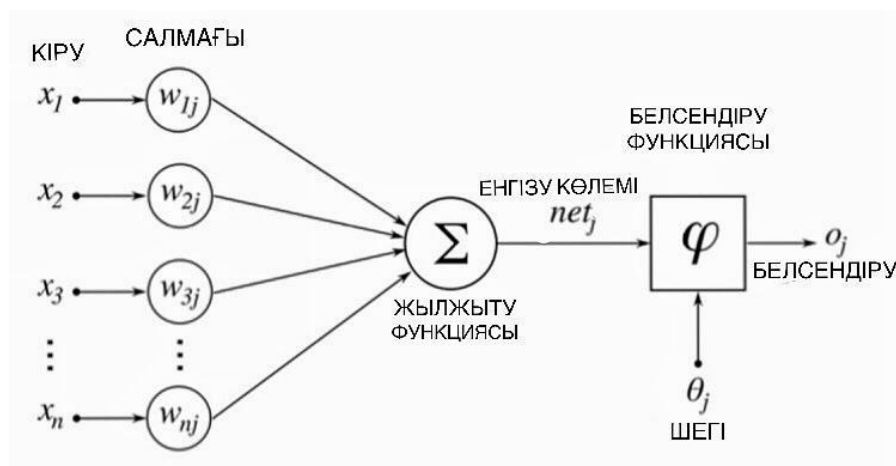 КІРУ
САЛМАҒЫ
x₁
w₁ⱼ
x₂
w₂ⱼ
x₃
w₃ⱼ
⋮
⋮
xₙ
wₙⱼ
Σ
ЖЫЛЖЫТУ
ФУНКЦИЯСЫ
ЕНГІЗУ КӨЛЕМІ
netⱼ
БЕЛСЕНДІРУ
ФУНКЦИЯСЫ
φ
oⱼ
БЕЛСЕНДІРУ
θⱼ
ШЕГІ